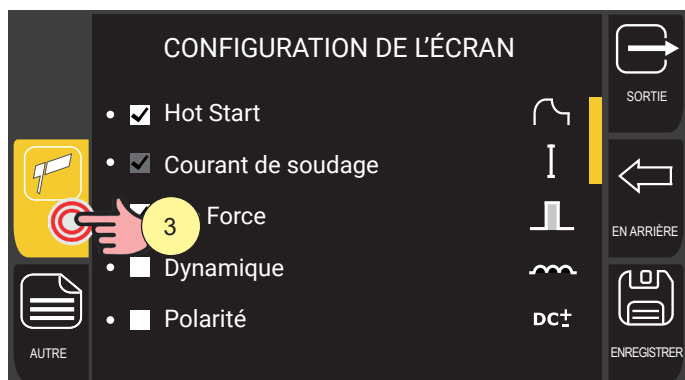 CONFIGURATION DE L'ÉCRAN
SORTIE
Hot Start
Courant de soudage
3
Force
EN ARRIÈRE
Dynamique
Polarité
DC±
AUTRE
ENREGISTRER